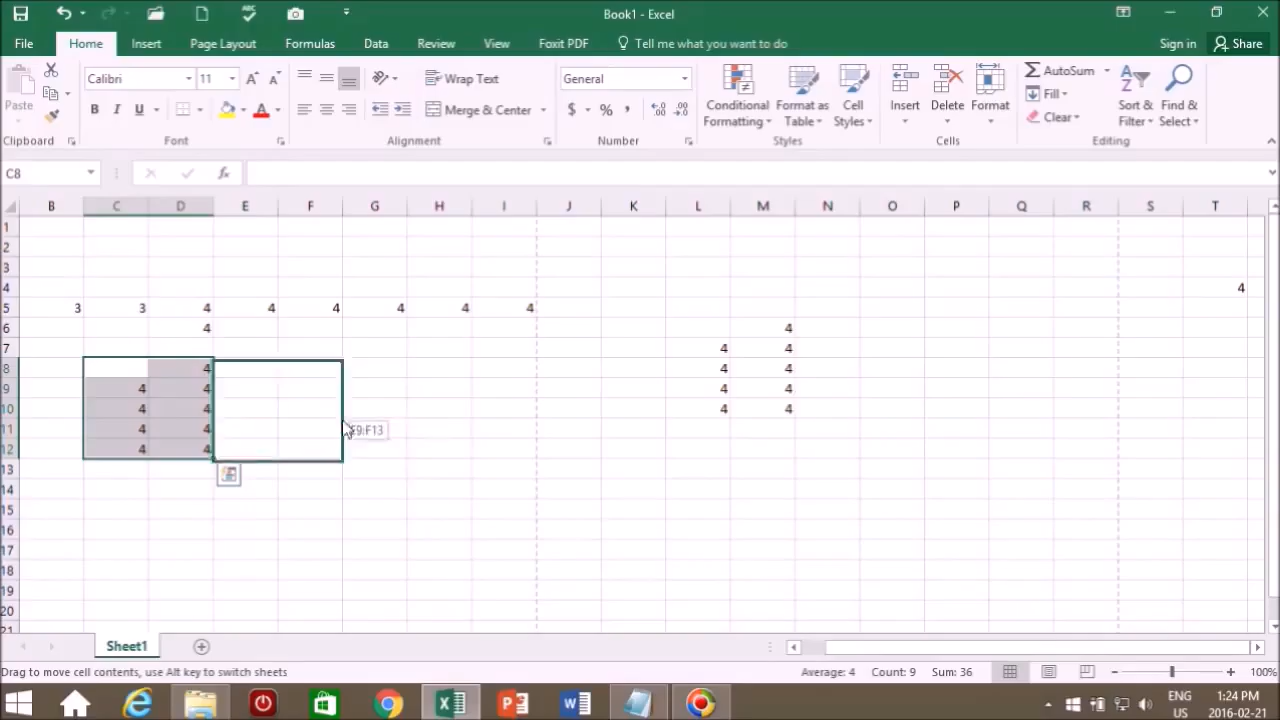 Book1 - Excel
File Home Insert Page Layout Formulas Data Review View Foxit PDF Tell me what you want to do Sign in Share
Calibri 11 Wrap Text General AutoSum
Paste Fill
B I U Merge & Center $ % , Conditional Formatting Format as Table Cell Styles Insert Delete Format Clear Sort & Filter Find & Select
Clipboard Font Alignment Number Styles Cells Editing
C8 fx
B C D E F G H I J K L M N O P Q R S T
1
2
3
4 4
5 3 3 4 4 4 4 4 4
6 4 4
7 4 4
8 4 4 4
9 4 4 4 4
10 4 4 4 4
11 4 4 F9:F13
12 4 4
13
14
15
16
17
18
19
20
21
Sheet1
Drag to move cell contents, use Alt key to switch sheets Average: 4 Count: 9 Sum: 36 100%
ENG 1:24 PM
US 2016-02-21